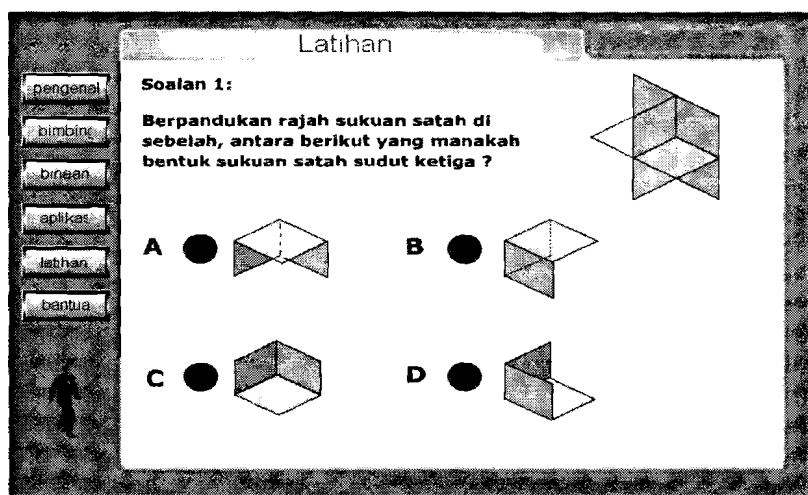 Latihan
pengenal
Soalan 1:
Berpandukan rajah sukuan satah di
sebelah, antara berikut yang manakah
bentuk sukuan satah sudut ketiga ?
bimbing
binaan
aplikas
latihan
bantua
A
B
C
D